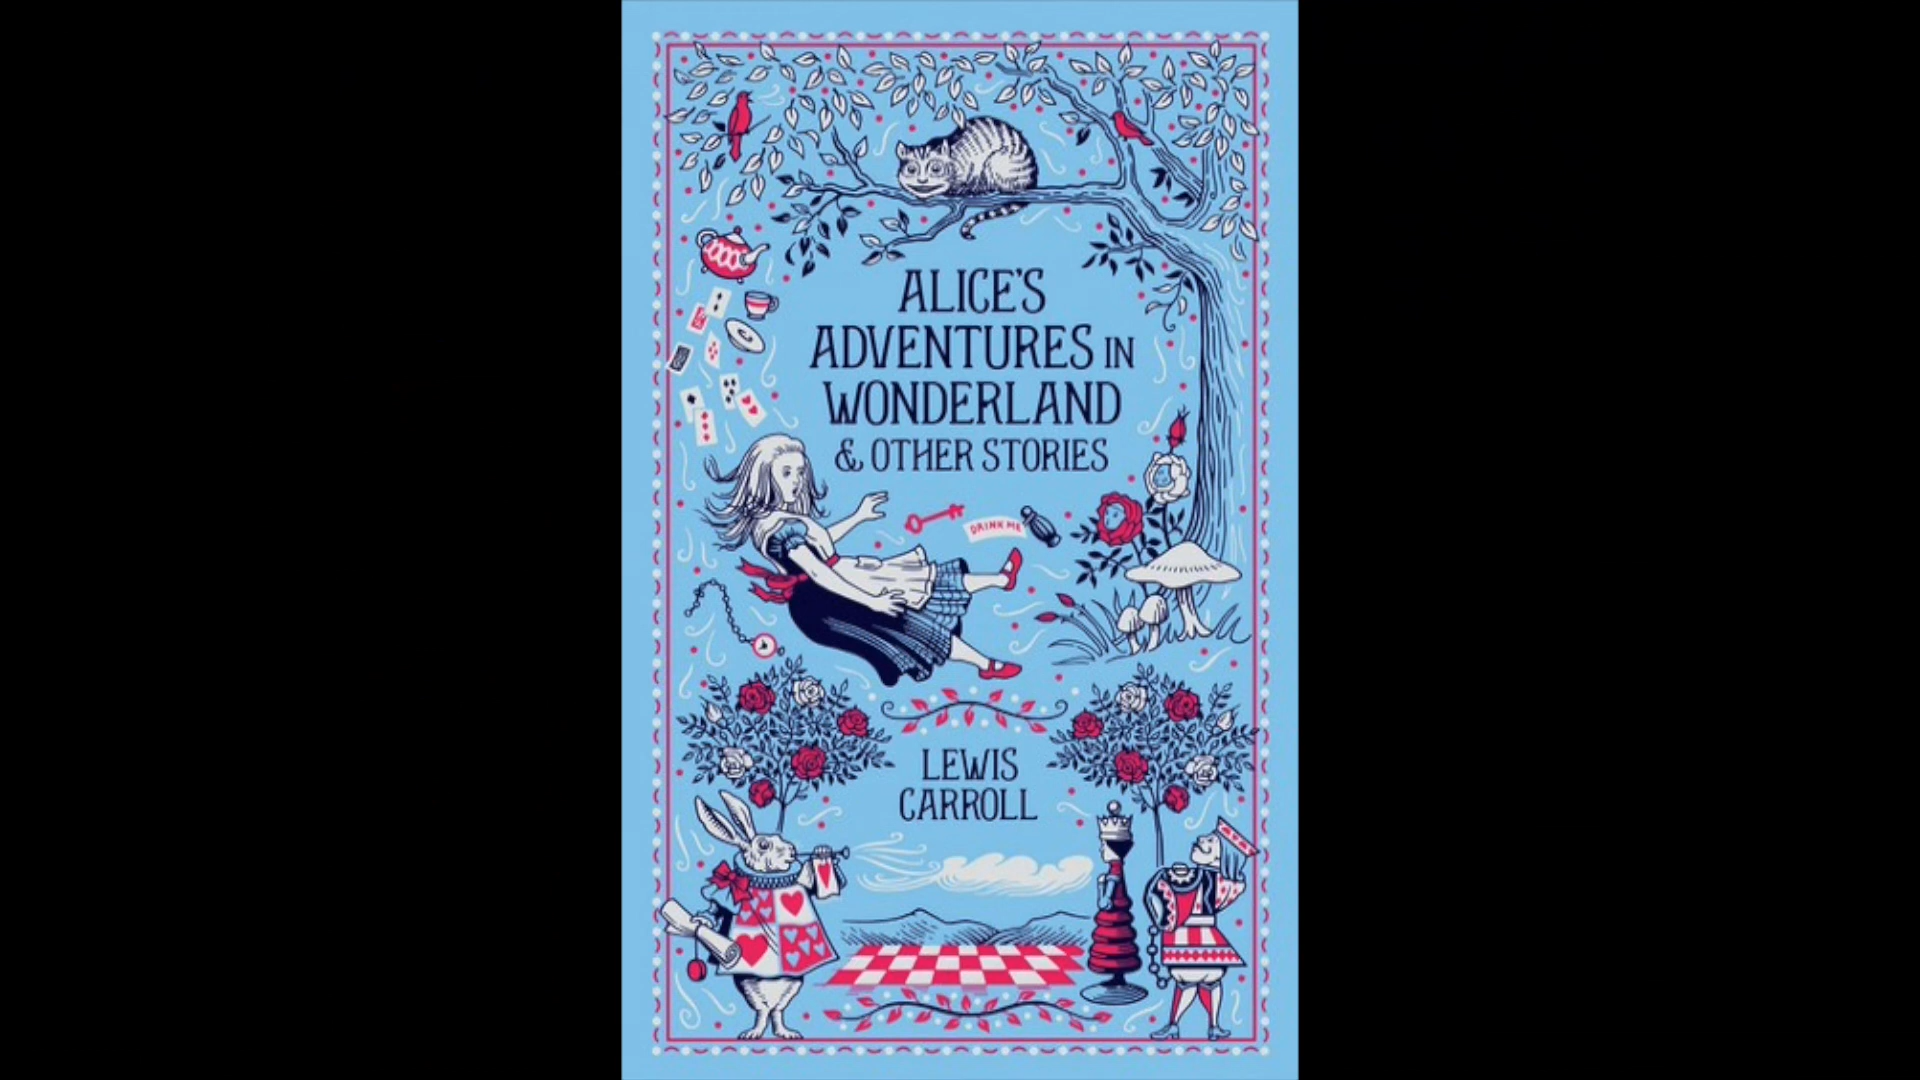 ALICE'S
ADVENTURES IN
WONDERLAND
& OTHER STORIES
DRINK ME
LEWIS
CARROLL